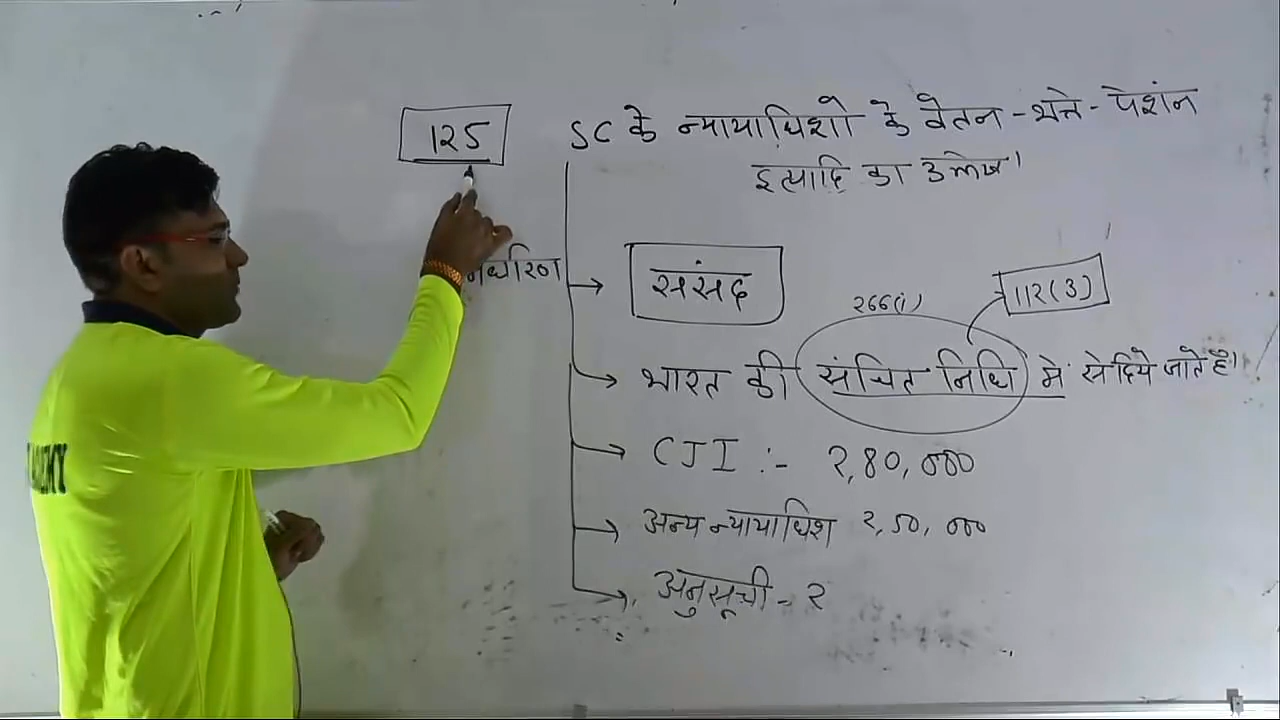 125
SC के न्यायाधिशो के वेतन - भत्ते - पेशंन
इत्यादि का उल्लेख।
र्धारण
संसद
266(1)
112(3)
भारत की संचित निधि मे से दिये जाते है।
CJI :- 2,80,000
अन्य न्यायाधिश 2,50,000
अनुसूची - 2